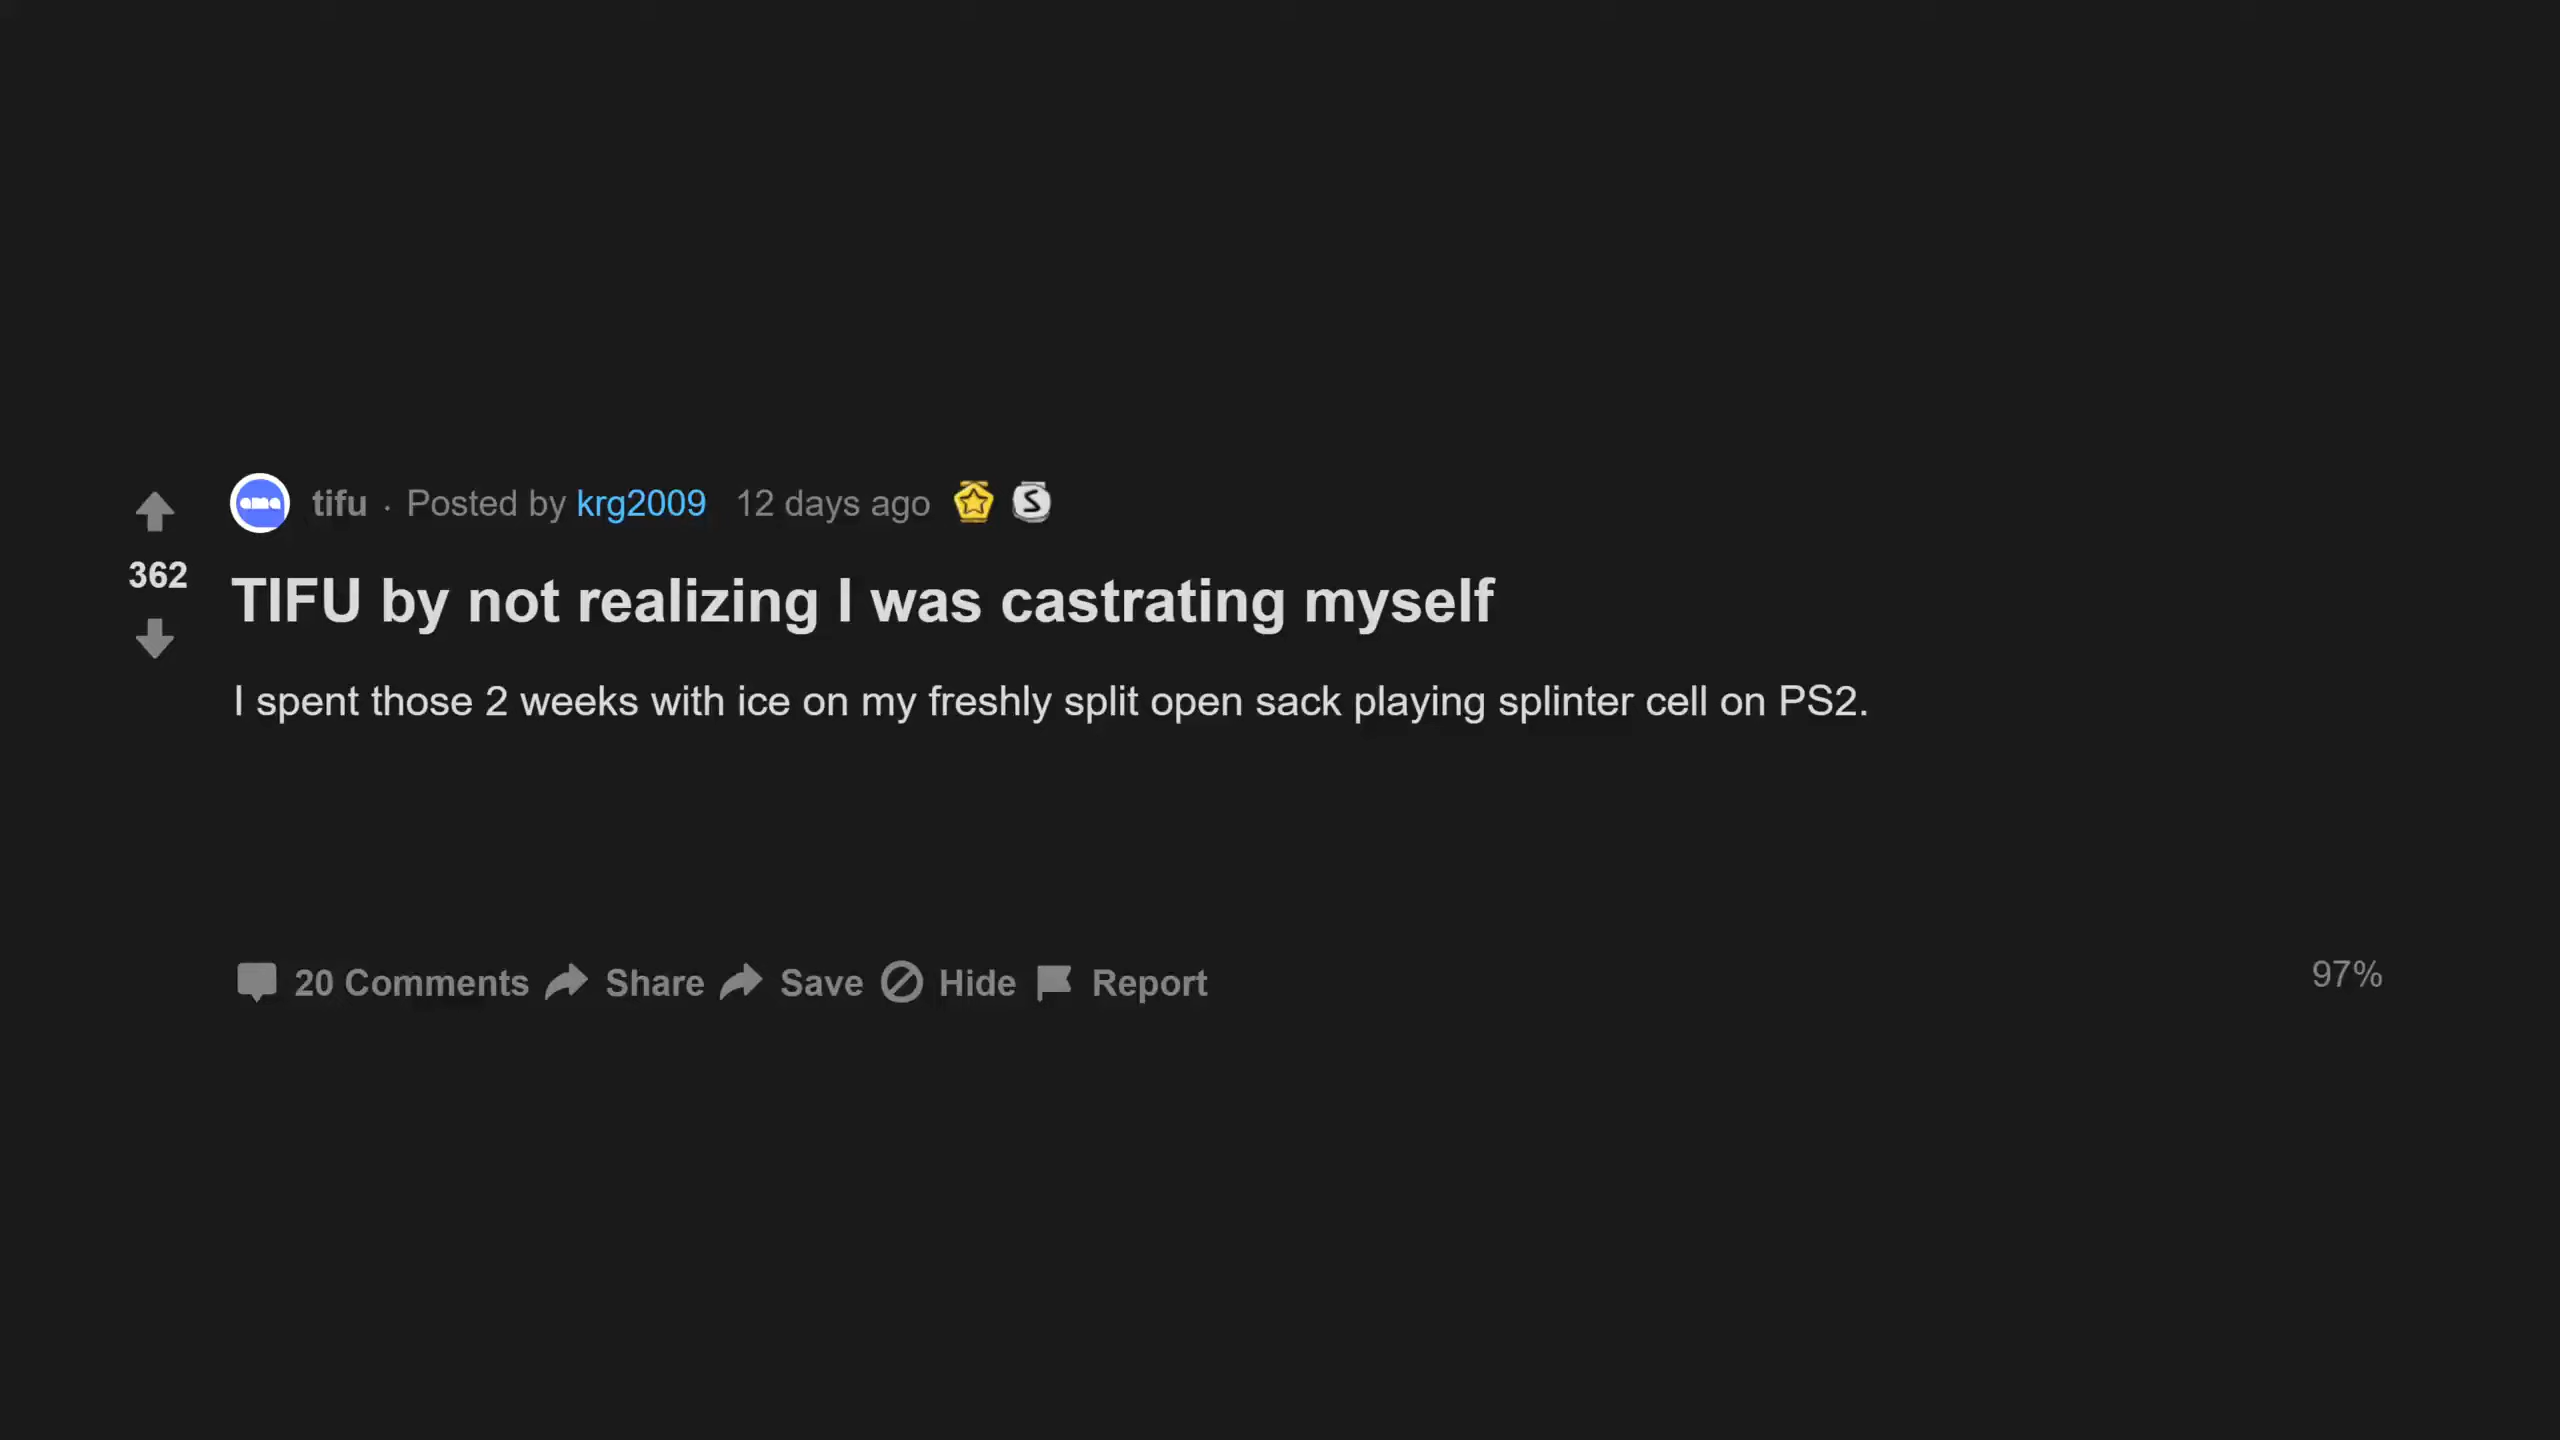 tifu · Posted by krg2009 12 days ago
362
TIFU by not realizing I was castrating myself
I spent those 2 weeks with ice on my freshly split open sack playing splinter cell on PS2.
20 Comments Share Save Hide Report
97%